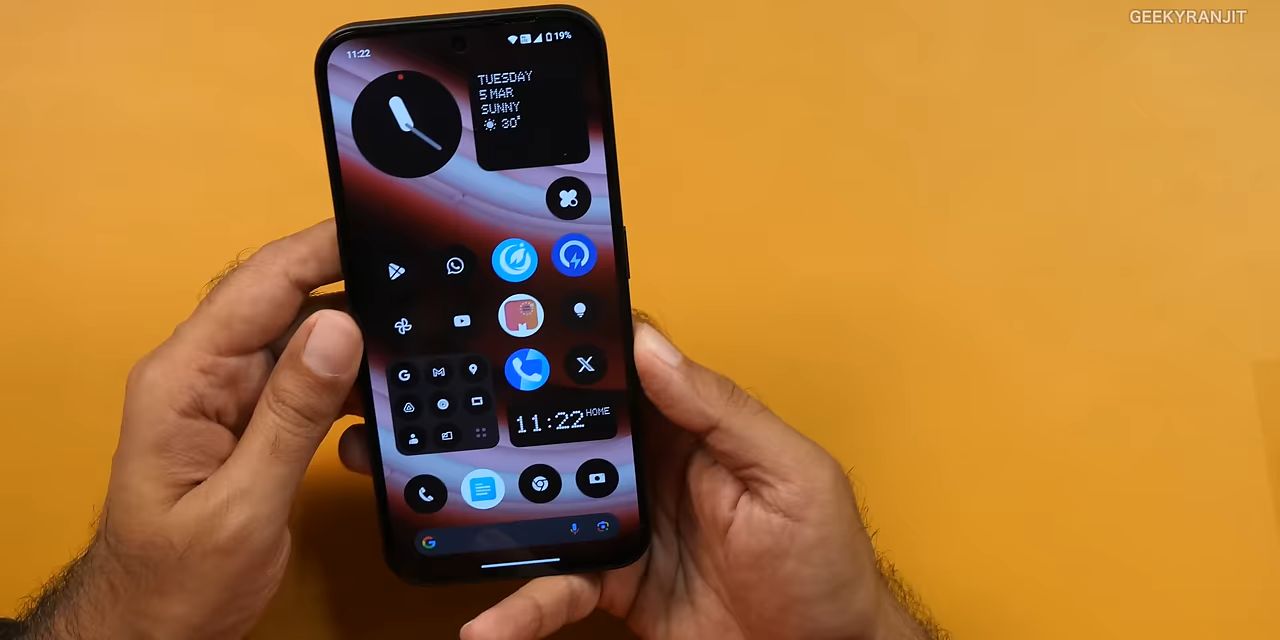 GEEKYRANJIT
11:22
19%
TUESDAY
5 MAR
SUNNY
30°
11:22 HOME